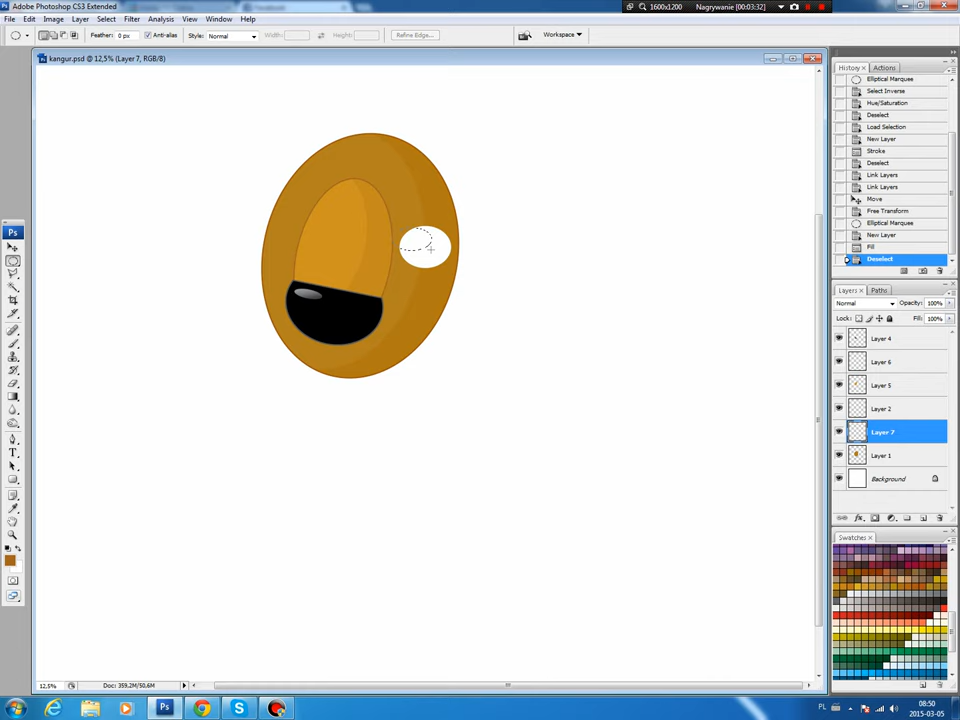 Adobe Photoshop CS3 Extended
1600x1200
Nagrywanie [00:03:32]
File Edit Image Layer Select Filter Analysis View Window Help
Feather: 0 px Anti-alias Style: Normal Width: Height: Refine Edge... Workspace
kangur.psd @ 12,5% (Layer 7, RGB/8)
History Actions
Elliptical Marquee
Select Inverse
Hue/Saturation
Deselect
Load Selection
New Layer
Stroke
Deselect
Link Layers
Link Layers
Move
Free Transform
Elliptical Marquee
New Layer
Fill
Deselect
Layers Paths
Normal Opacity: 100%
Lock: Fill: 100%
Layer 4
Layer 6
Layer 5
Layer 2
Layer 7
Layer 1
Background
Swatches
12,5% Doc: 359.2M/50.6M
PL 08:50
2015-03-05